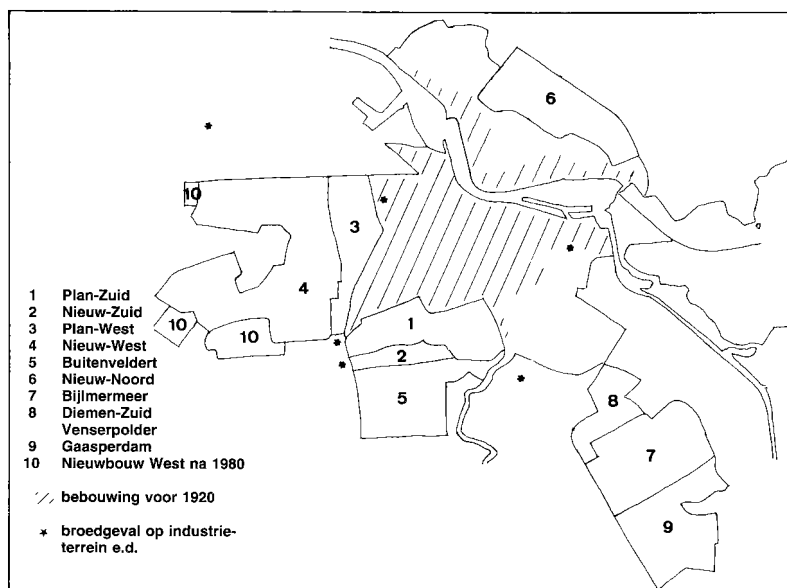 6
10
3
4
10
10
1
2
5
8
7
9
1 Plan-Zuid
2 Nieuw-Zuid
3 Plan-West
4 Nieuw-West
5 Buitenveldert
6 Nieuw-Noord
7 Bijlmermeer
8 Diemen-Zuid
Venserpolder
9 Gaasperdam
10 Nieuwbouw West na 1980
bebouwing voor 1920
* broedgeval op industrie-
terrein e.d.